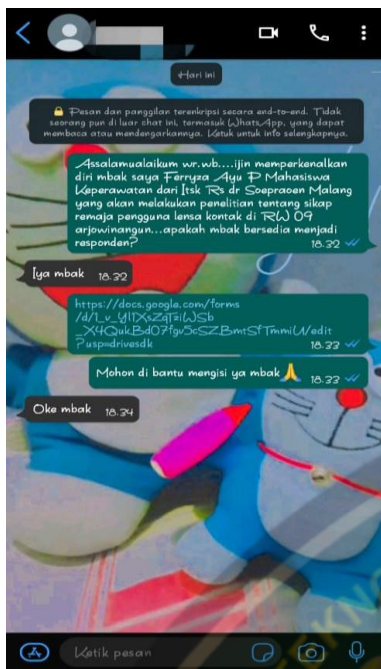 Hari ini
Pesan dan panggilan terenkripsi secara end-to-end. Tidak
seorang pun di luar chat ini, termasuk WhatsApp, yang dapat
membaca atau mendengarkannya. Ketuk untuk info selengkapnya.
Assalamualaikum wr.wb....ijin memperkenalkan
diri mbak saya Ferryza Ayu P Mahasiswa
Keperawatan dari Itsk Rs dr Soepraoen Malang
yang akan melakukan penelitian tentang sikap
remaja pengguna lensa kontak di RW 09
arjowinangun...apakah mbak bersedia menjadi
responden?
18.32
Iya mbak 18.32
https://docs.google.com/forms
?usp=drivesdk
18.33
Mohon di bantu mengisi ya mbak🙏 18.33
Oke mbak 18.34
Ketik pesan